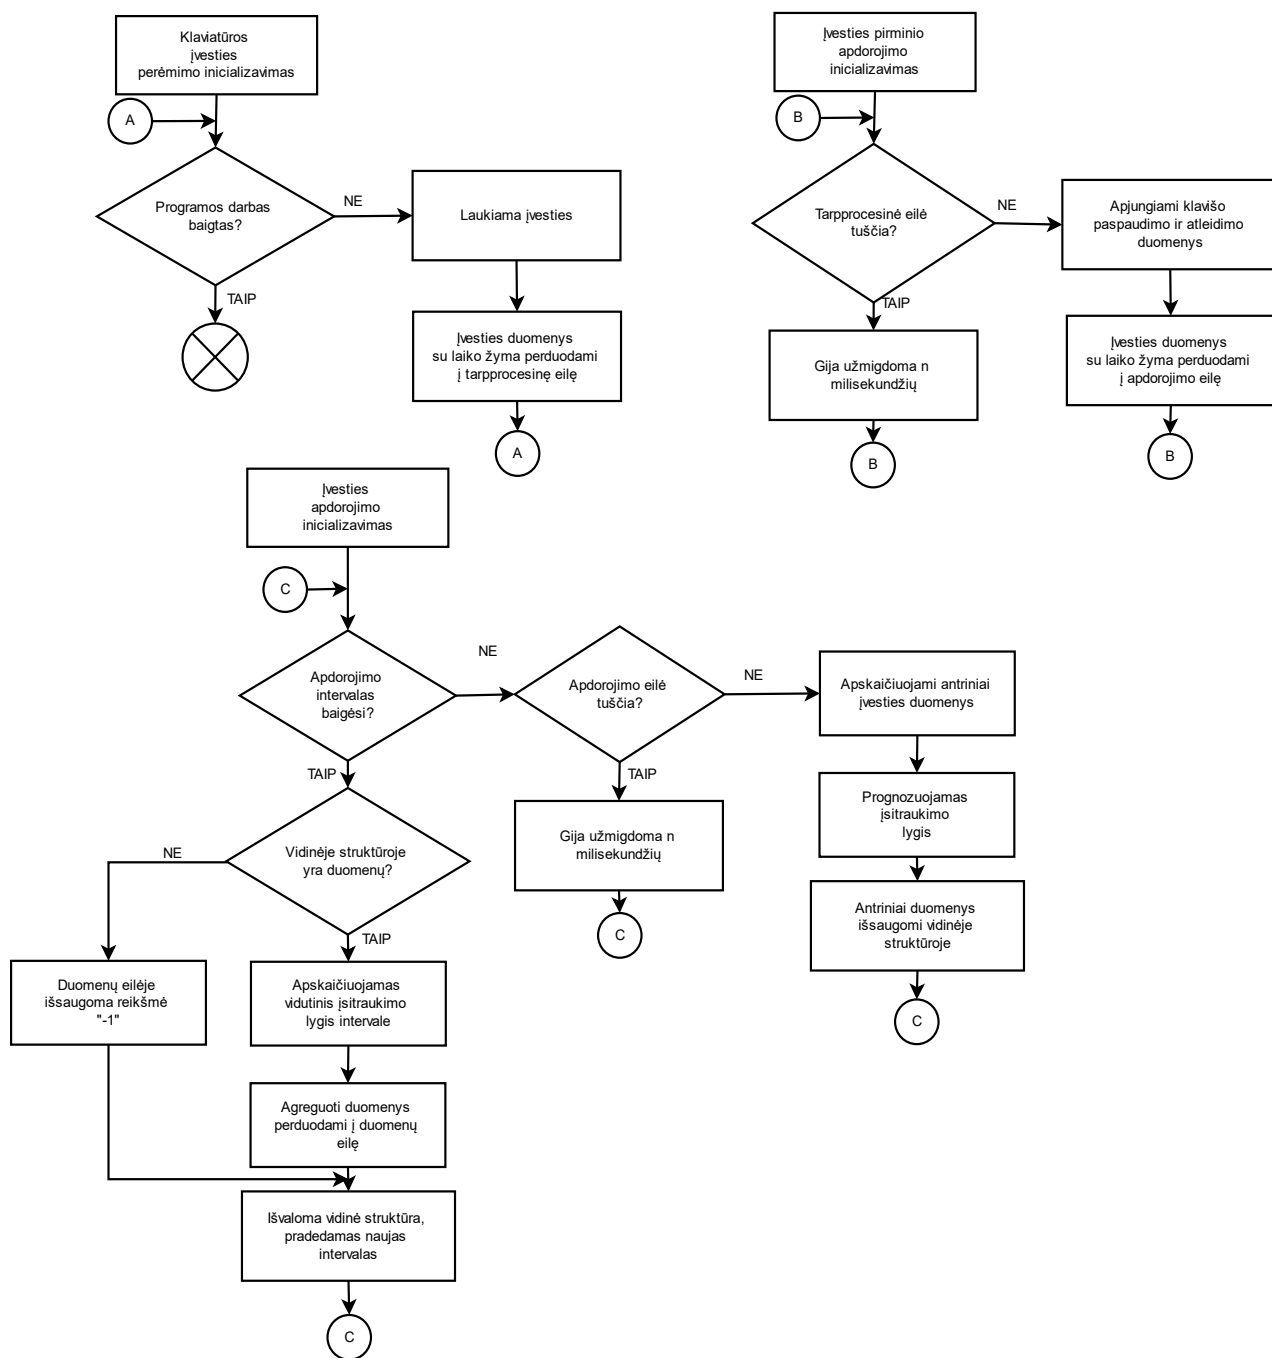 Klaviatūros
įvesties
perėmimo inicializavimas
A
Programos darbas
baigtas?
NE
Laukiama įvesties
TAIP
Įvesties duomenys
su laiko žyma perduodami
į tarpprocesinę eilę
A
Įvesties pirminio
apdorojimo
inicializavimas
B
Tarpprocesinė eilė
tuščia?
NE
Apjungiami klavišo
paspaudimo ir atleidimo
duomenys
TAIP
Gija užmigdoma n
milisekundžių
B
Įvesties duomenys
su laiko žyma perduodami
į apdorojimo eilę
B
Įvesties
apdorojimo
inicializavimas
C
Apdorojimo
intervalas
baigėsi?
NE
Apdorojimo eilė
tuščia?
NE
Apskaičiuojami antriniai
įvesties duomenys
TAIP
TAIP
Gija užmigdoma n
milisekundžių
C
Prognozuojamas
įsitraukimo
lygis
Antriniai duomenys
išsaugomi vidinėje
struktūroje
C
Vidinėje struktūroje
yra duomenų?
NE
TAIP
Duomenų eilėje
išsaugoma reikšmė
"-1"
Apskaičiuojamas
vidutinis įsitraukimo
lygis intervale
Agreguoti duomenys
perduodami į duomenų
eilę
Išvaloma vidinė struktūra,
pradedamas naujas
intervalas
C